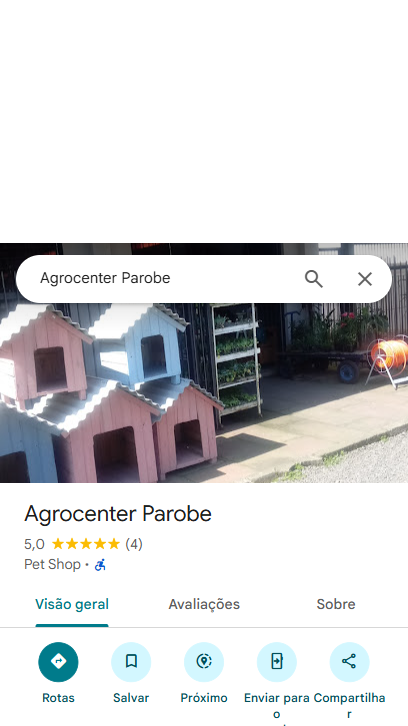 Agrocenter Parobe
Agrocenter Parobe
5,0 (4)
Pet Shop •
Visão geral Avaliações Sobre
Rotas Salvar Próximo Enviar para o Compartilhar